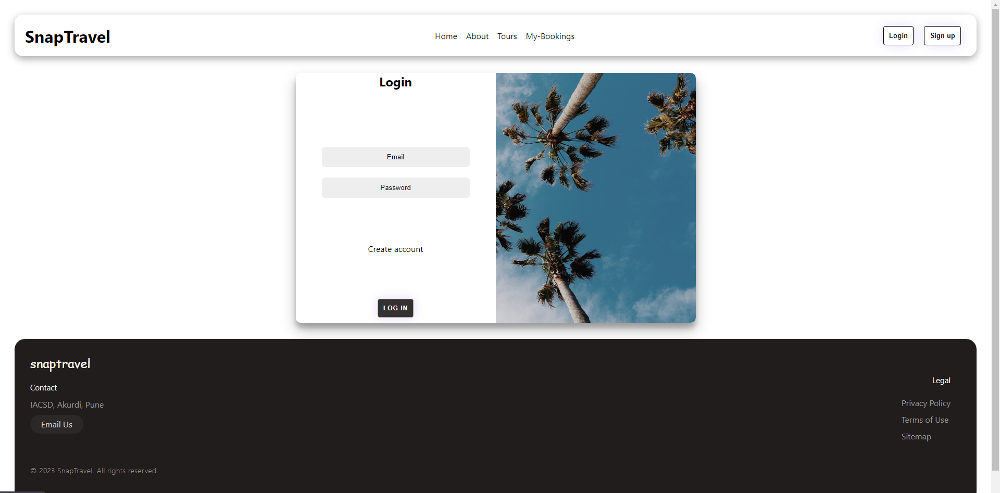 SnapTravel
Home About Tours My-Bookings
Login Sign up
Login
Email
Password
Create account
LOG IN
snaptravel
Contact
IACSD, Akurdi, Pune
Email Us
Legal
Privacy Policy
Terms of Use
Sitemap
© 2023 SnapTravel. All rights reserved.